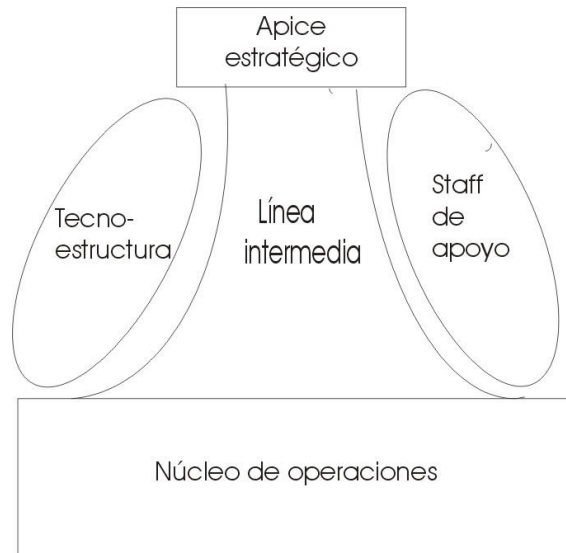 Apice
estratégico
Tecno-
estructura
Línea
intermedia
Staff
de
apoyo
Núcleo de operaciones